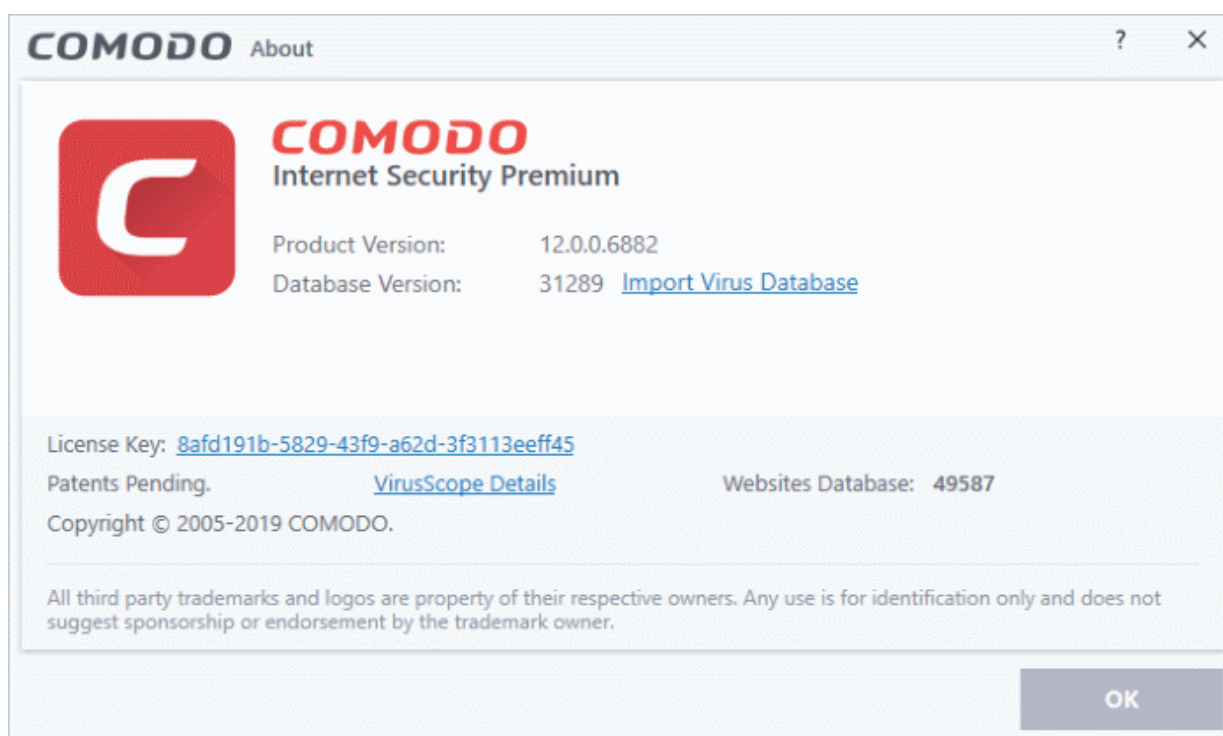 COMODO About ?
COMODO
Internet Security Premium
Product Version: 12.0.0.6882
Database Version: 31289 Import Virus Database
License Key: 8afd191b-5829-43f9-a62d-3f3113eeff45
Patents Pending. VirusScope Details Websites Database: 49587
Copyright © 2005-2019 COMODO.
All third party trademarks and logos are property of their respective owners. Any use is for identification only and does not
suggest sponsorship or endorsement by the trademark owner.
OK